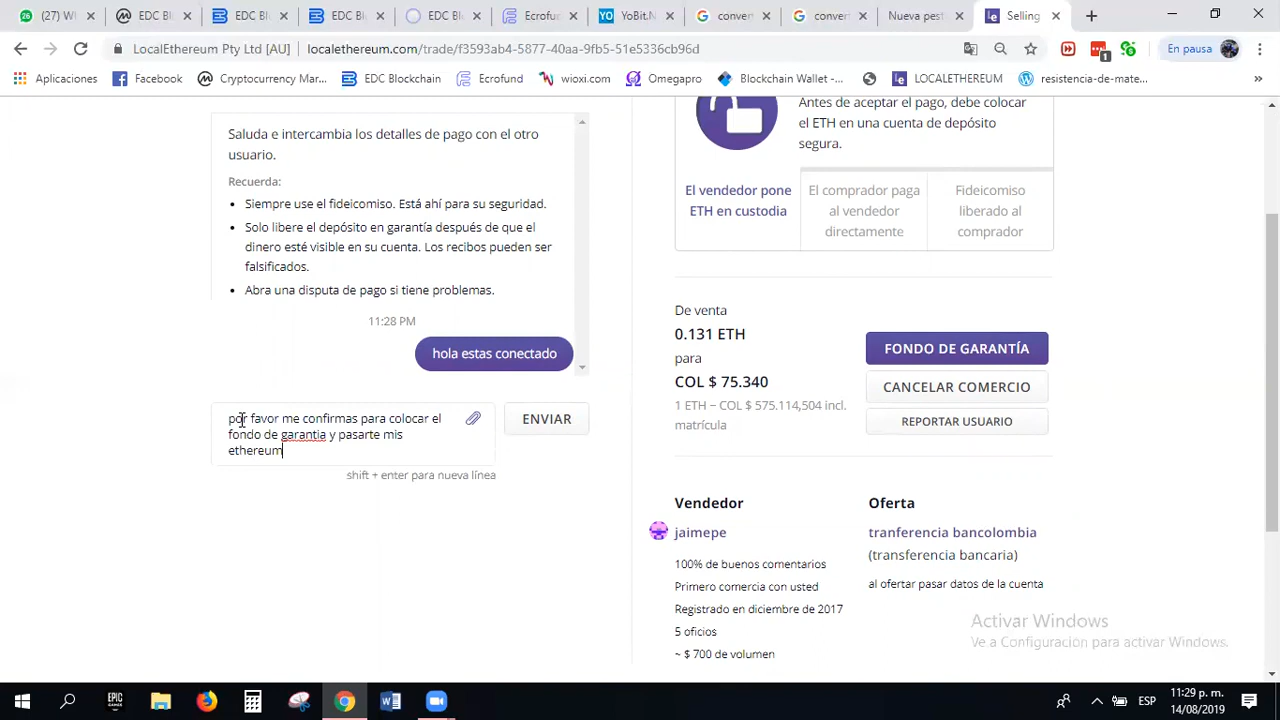 26
(27) W
EDC Bl
EDC Bl
EDC Bl
EDC Bl
Ecrofun
YoBitn
conver
conver
Nueva pest
Selling
LocalEthereum Pty Ltd [AU]
localethereum.com/trade/f3593ab4-5877-40aa-9fb5-51e5336cb96d
1
En pausa
Aplicaciones
Facebook
Cryptocurrency Mar...
EDC Blockchain
Ecrofund
wioxi.com
Omegapro
Blockchain Wallet -...
LOCALETHEREUM
resistencia-de-mate...
»
Saluda e intercambia los detalles de pago con el otro
usuario.
Recuerda:
• Siempre use el fideicomiso. Está ahí para su seguridad.
• Solo libere el depósito en garantía después de que el
dinero esté visible en su cuenta. Los recibos pueden ser
falsificados.
• Abra una disputa de pago si tiene problemas.
11:28 PM
hola estas conectado
por favor me confirmas para colocar el
fondo de garantia y pasarte mis
ethereum
ENVIAR
shift + enter para nueva línea
Antes de aceptar el pago, debe colocar
el ETH en una cuenta de depósito
segura.
El vendedor pone
ETH en custodia
El comprador paga
al vendedor
directamente
Fideicomiso
liberado al
comprador
De venta
0.131 ETH
para
COL $ 75.340
1 ETH = COL $ 575.114,504 incl.
matrícula
FONDO DE GARANTÍA
CANCELAR COMERCIO
REPORTAR USUARIO
Vendedor
jaimepe
100% de buenos comentarios
Primero comercia con usted
Registrado en diciembre de 2017
5 oficios
~ $ 700 de volumen
Oferta
tranferencia bancolombia
(transferencia bancaria)
al ofertar pasar datos de la cuenta
Activar Windows
Ve a Configuración para activar Windows.
EPIC
GAMES
ESP
11:29 p. m.
14/08/2019